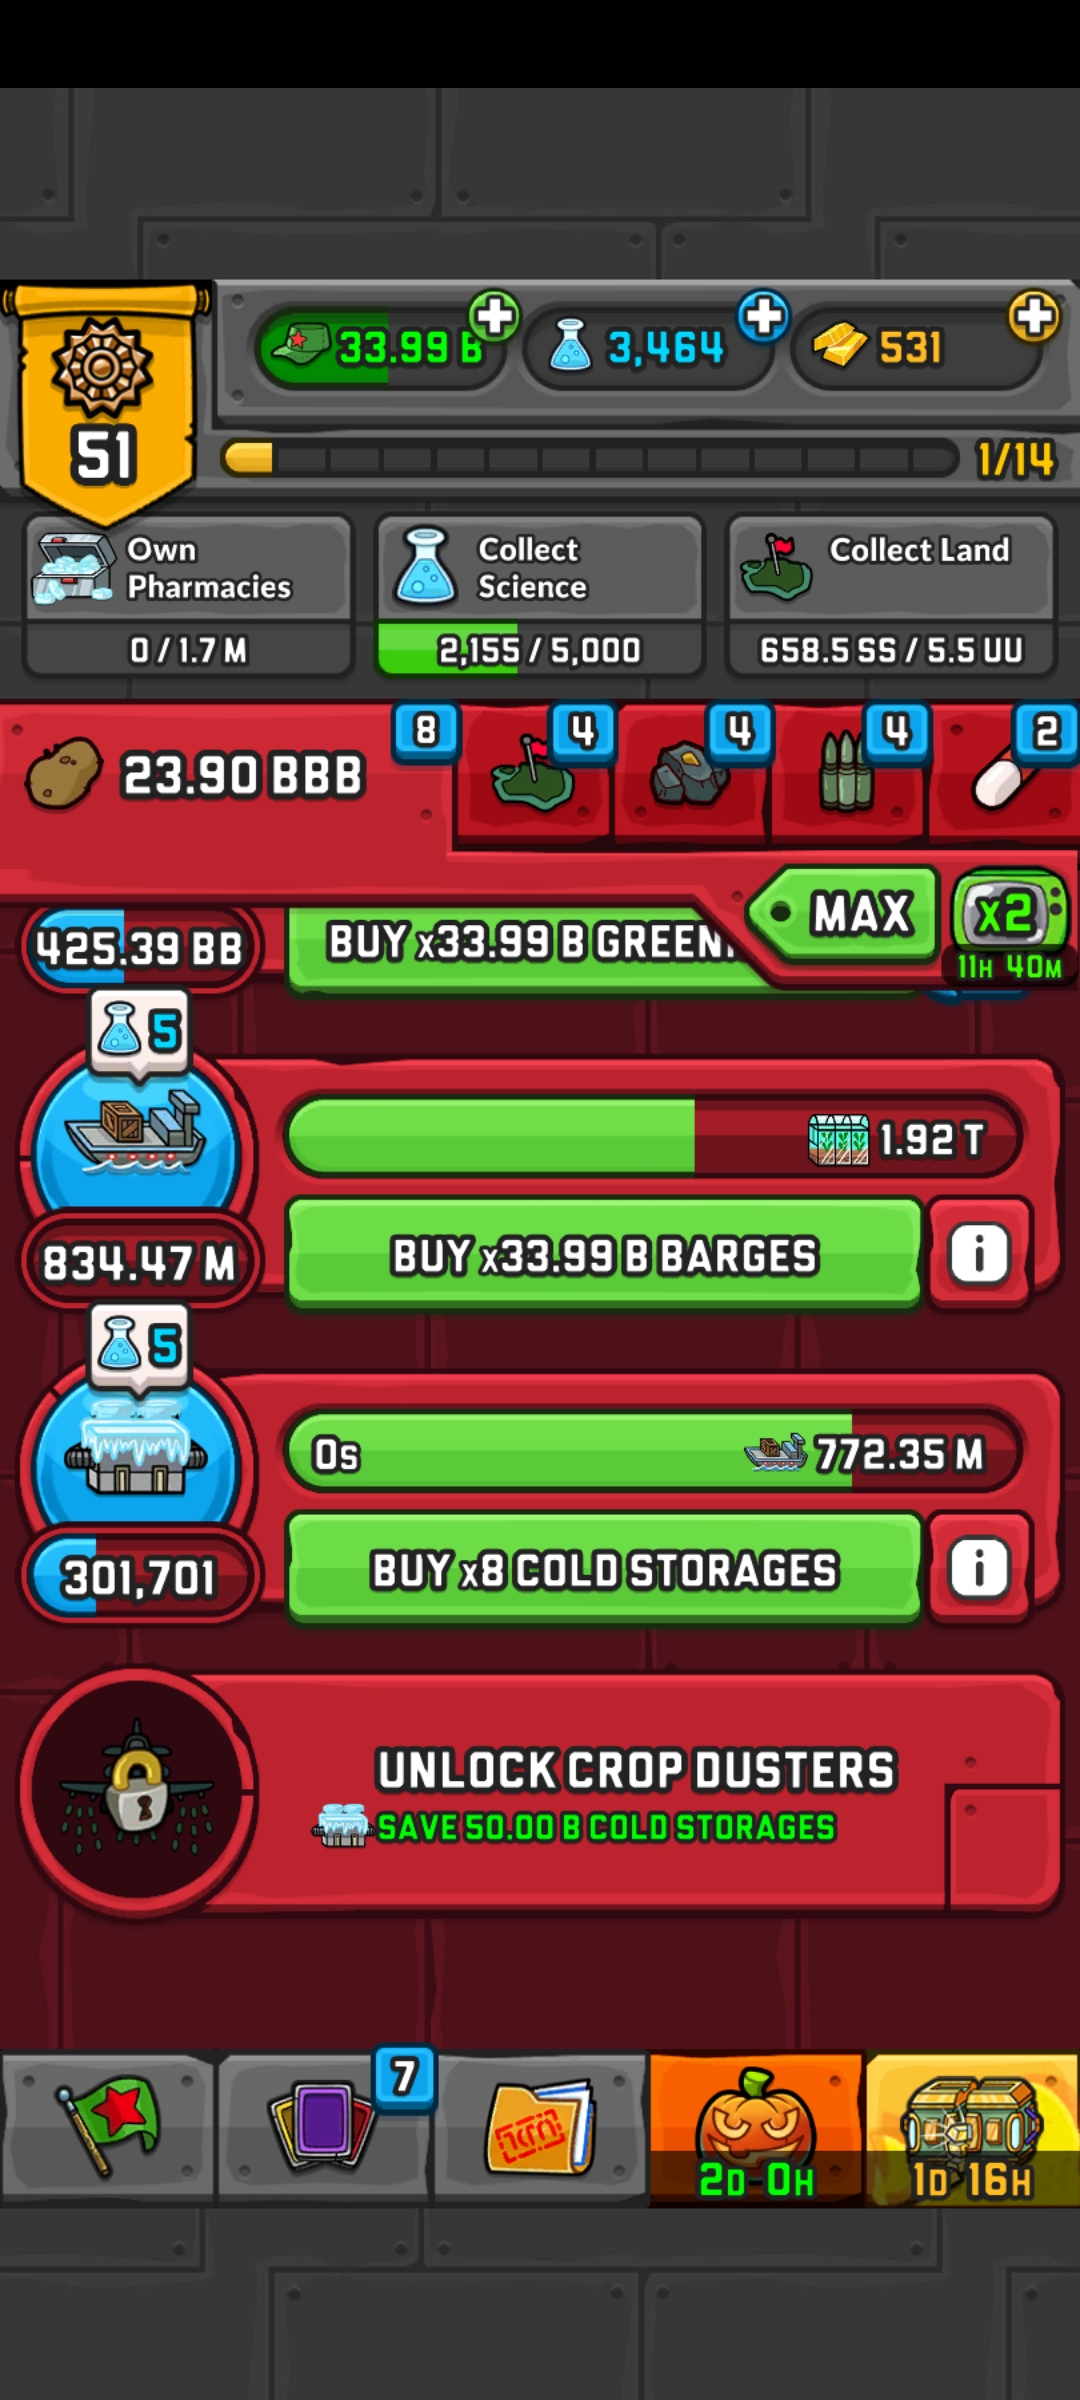 33.99 B
3,464
531
51
1/14
Own
Pharmacies
0 / 1.7 M
Collect
Science
2,155 / 5,000
Collect Land
658.5 SS / 5.5 UU
23.90 BBB
8
4
4
4
2
MAX
x2
11H 40M
425.39 BB
BUY x33.99 B
5
1.92 T
834.47 M
BUY x33.99 B BARGES
i
5
0s
772.35 M
301,701
BUY x8 COLD STORAGES
i
UNLOCK CROP DUSTERS
SAVE 50.00 B COLD STORAGES
7
2D 0H
1D 16H